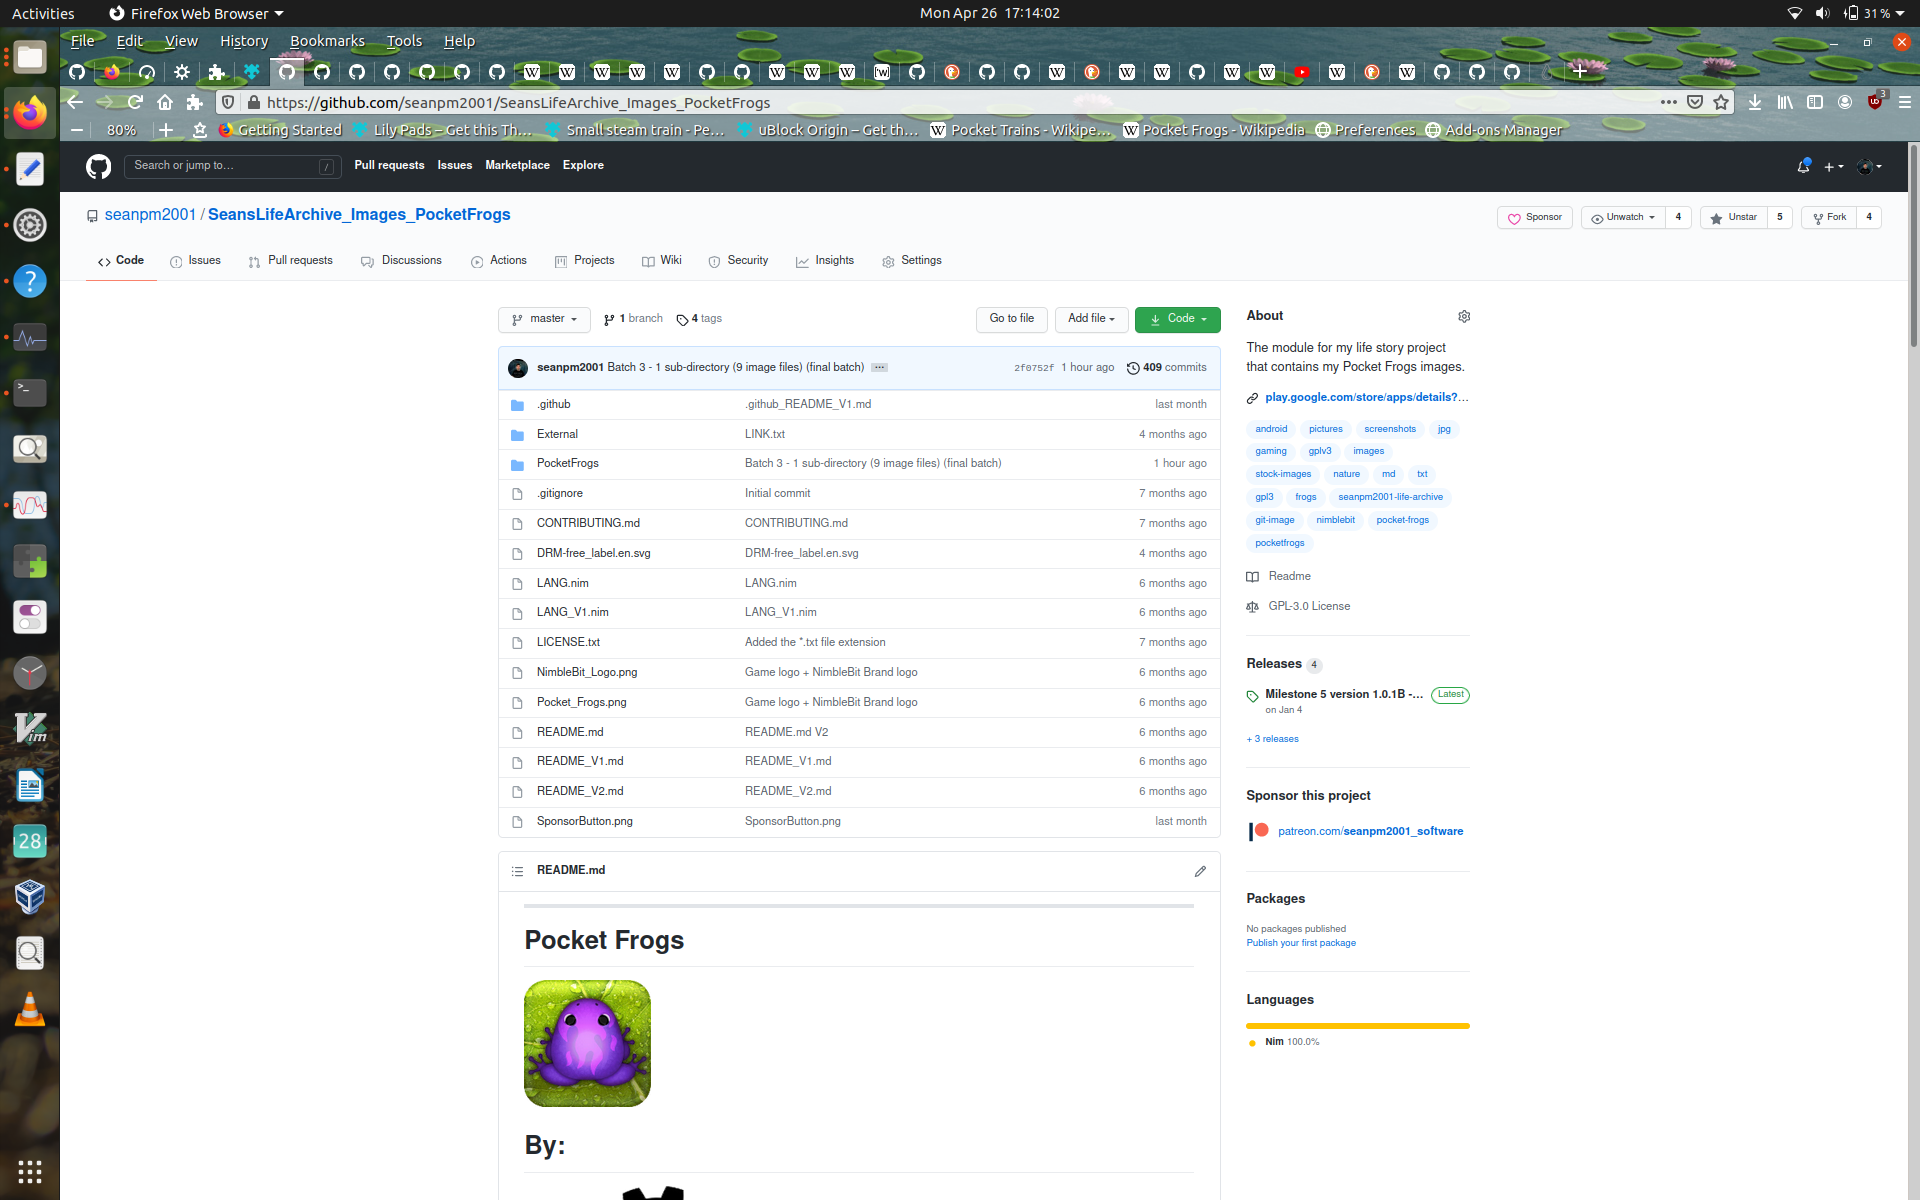 Activities Firefox Web Browser Mon Apr 26 17:14:02 31 %
File Edit View History Bookmarks Tools Help
https://github.com/seanpm2001/SeansLifeArchive_Images_PocketFrogs 3
80% Getting Started Lily Pads – Get this Th… Small steam train - Pe… uBlock Origin – Get th… Pocket Trains - Wikipe… Pocket Frogs - Wikipedia Preferences Add-ons Manager
Search or jump to… / Pull requests Issues Marketplace Explore
seanpm2001 / SeansLifeArchive_Images_PocketFrogs Sponsor Unwatch 4 Unstar 5 Fork 4
Code Issues Pull requests Discussions Actions Projects Wiki Security Insights Settings
master 1 branch 4 tags Go to file Add file Code
seanpm2001 Batch 3 - 1 sub-directory (9 image files) (final batch) ... 2f0752f 1 hour ago 409 commits
.github .github_README_V1.md last month
External LINK.txt 4 months ago
PocketFrogs Batch 3 - 1 sub-directory (9 image files) (final batch) 1 hour ago
.gitignore Initial commit 7 months ago
CONTRIBUTING.md CONTRIBUTING.md 7 months ago
DRM-free_label.en.svg DRM-free_label.en.svg 4 months ago
LANG.nim LANG.nim 6 months ago
LANG_V1.nim LANG_V1.nim 6 months ago
LICENSE.txt Added the *.txt file extension 7 months ago
NimbleBit_Logo.png Game logo + NimbleBit Brand logo 6 months ago
Pocket_Frogs.png Game logo + NimbleBit Brand logo 6 months ago
README.md README.md V2 6 months ago
README_V1.md README_V1.md 6 months ago
README_V2.md README_V2.md 6 months ago
SponsorButton.png SponsorButton.png last month
README.md
Pocket Frogs
By:
About
The module for my life story project
that contains my Pocket Frogs images.
play.google.com/store/apps/details?…
android pictures screenshots jpg
gaming gplv3 images
stock-images nature md txt
gpl3 frogs seanpm2001-life-archive
git-image nimblebit pocket-frogs
pocketfrogs
Readme
GPL-3.0 License
Releases 4
Milestone 5 version 1.0.1B -… Latest
on Jan 4
+ 3 releases
Sponsor this project
patreon.com/seanpm2001_software
Packages
No packages published
Publish your first package
Languages
Nim 100.0%
28